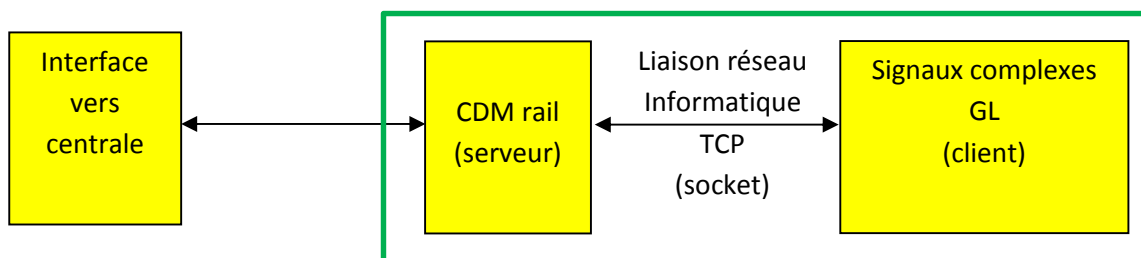 Interface
vers
centrale
CDM rail
(serveur)
Liaison réseau
Informatique
TCP
(socket)
Signaux complexes
GL
(client)